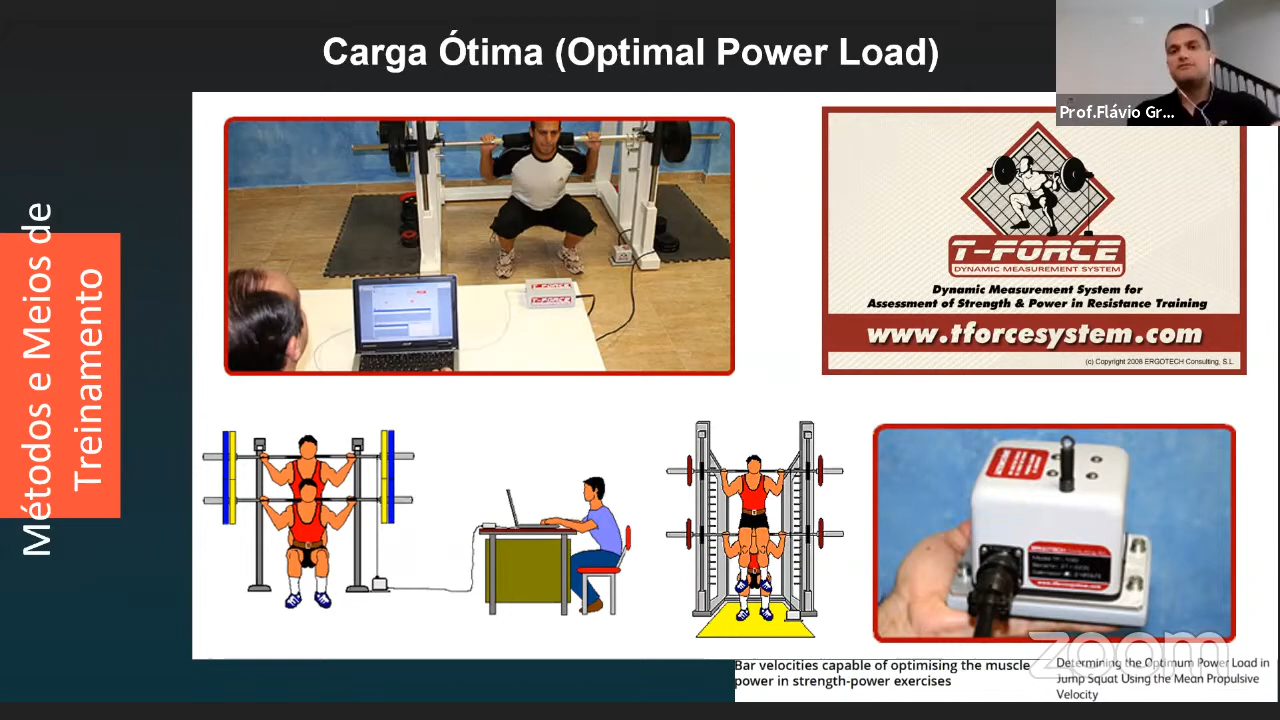 Carga Ótima (Optimal Power Load)
Prof.Flávio Gr...
Métodos e Meios de
Treinamento
T-FORCE
T-FORCE
T-FORCE
DYNAMIC MEASUREMENT SYSTEM
Dynamic Measurement System for
Assessment of Strength & Power in Resistance Training
www.tforcesystem.com
(c) Copyright 2008 ERGOTECH Consulting, S.L.
zoom
Bar velocities capable of optimising the muscle
power in strength-power exercises
Determining the Optimum Power Load in
Jump Squat Using the Mean Propulsive
Velocity